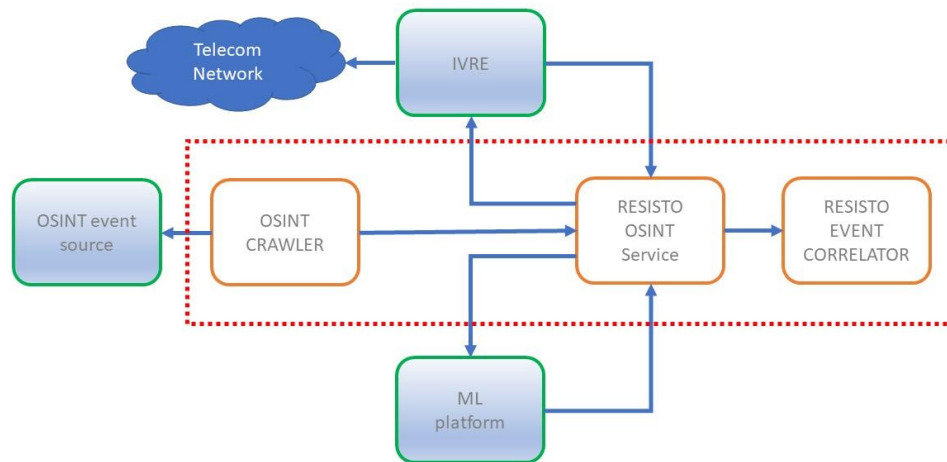 Telecom
Network
IVRE
OSINT event
source
OSINT
CRAWLER
RESISTO
OSINT
Service
RESISTO
EVENT
CORRELATOR
ML
platform